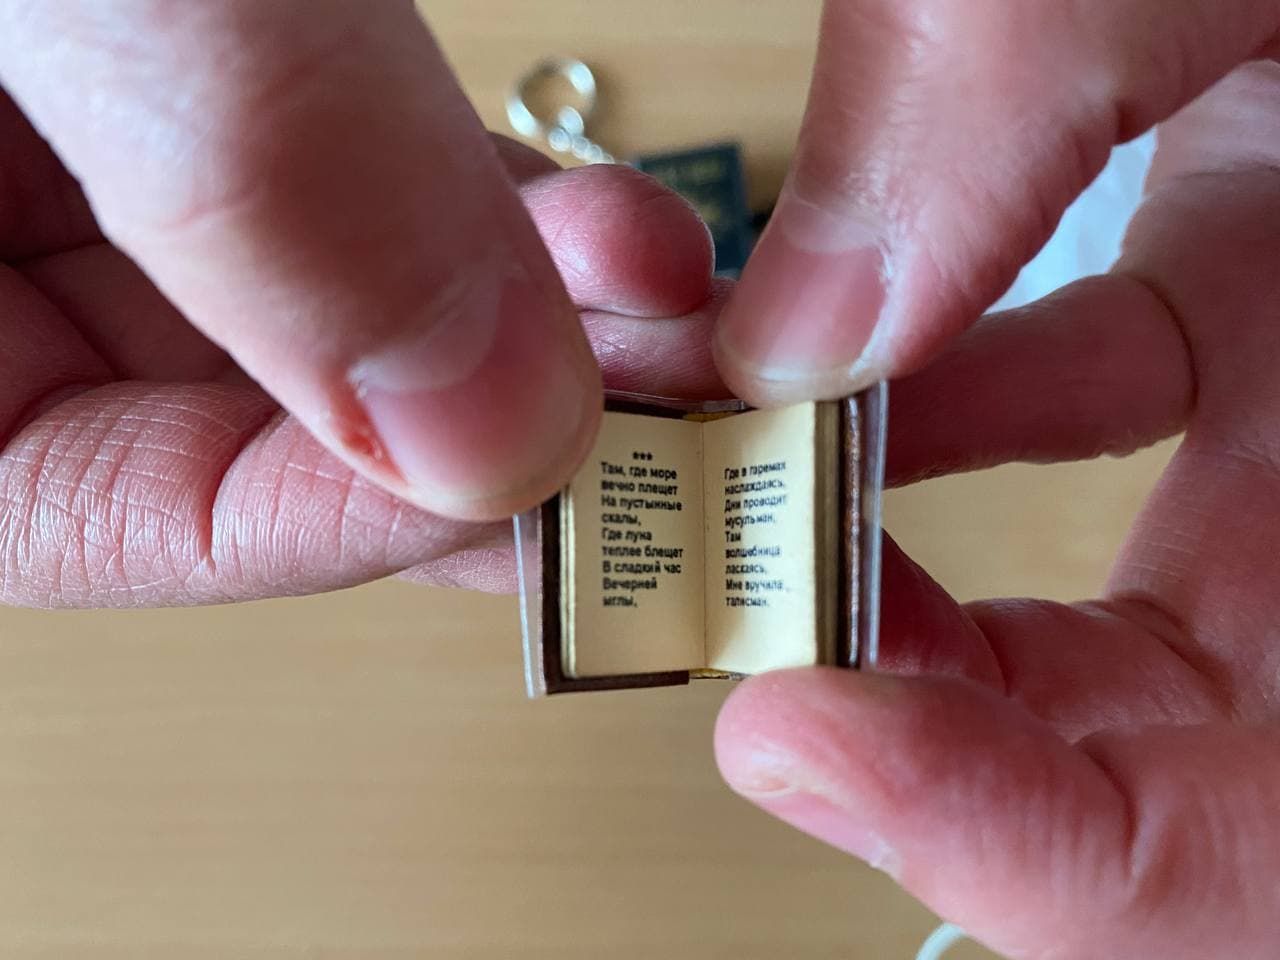 ***
Там, где море
вечно плещет
На пустынные
скалы,
Где луна
теплее блещет
В сладкий час
Вечерней
мглы,
Где в гаремах
наслаждаясь,
Дни проводит
мусульман,
Там
волшебница
ласкаясь,
Мне вручила
талисман.